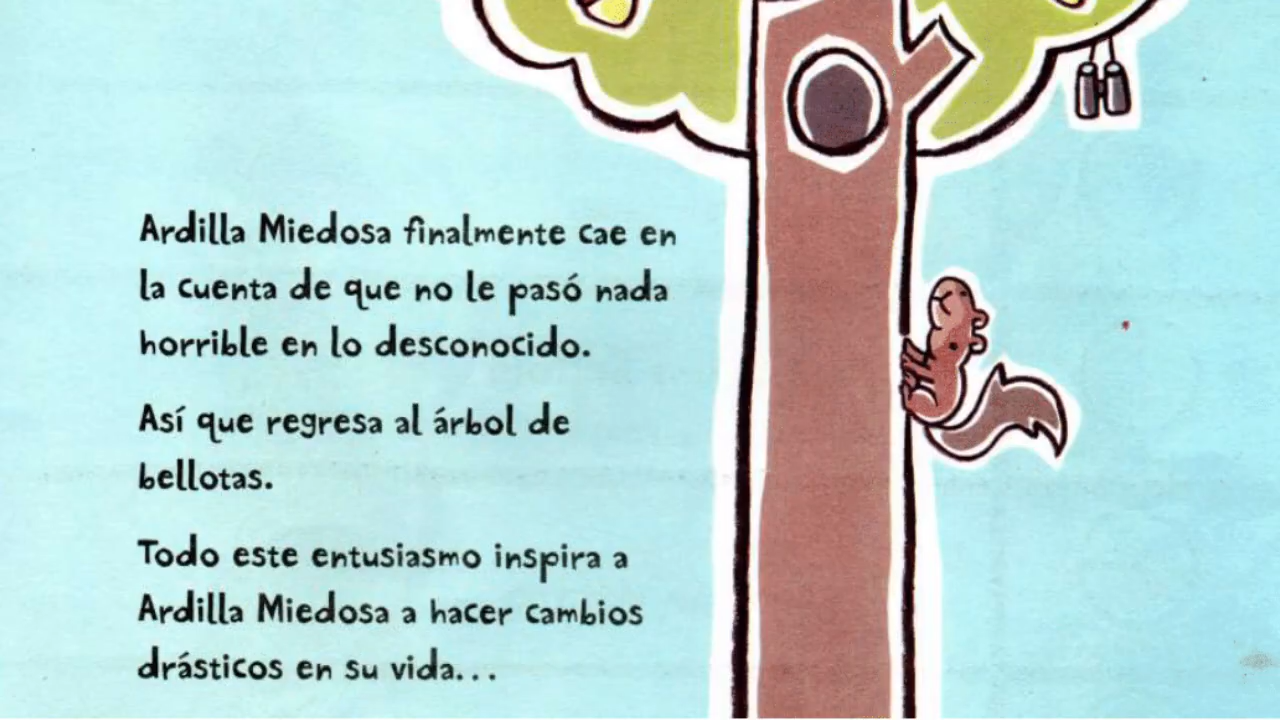 Ardilla Miedosa finalmente cae en
la cuenta de que no le pasó nada
horrible en lo desconocido.
Así que regresa al árbol de
bellotas.
Todo este entusiasmo inspira a
Ardilla Miedosa a hacer cambios
drásticos en su vida...